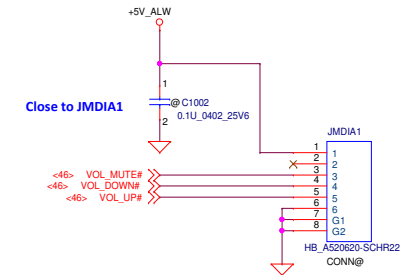 +5V_ALW
1
@ C1002
0.1U_0402_25V6
2
Close to JMDIA1
JMDIA1
1 1
2 2
<46> VOL_MUTE# 3 3
<46> VOL_DOWN# 4 4
<46> VOL_UP# 5 5
6 6
7 G1
8 G2
HB_A520620-SCHR22
CONN@